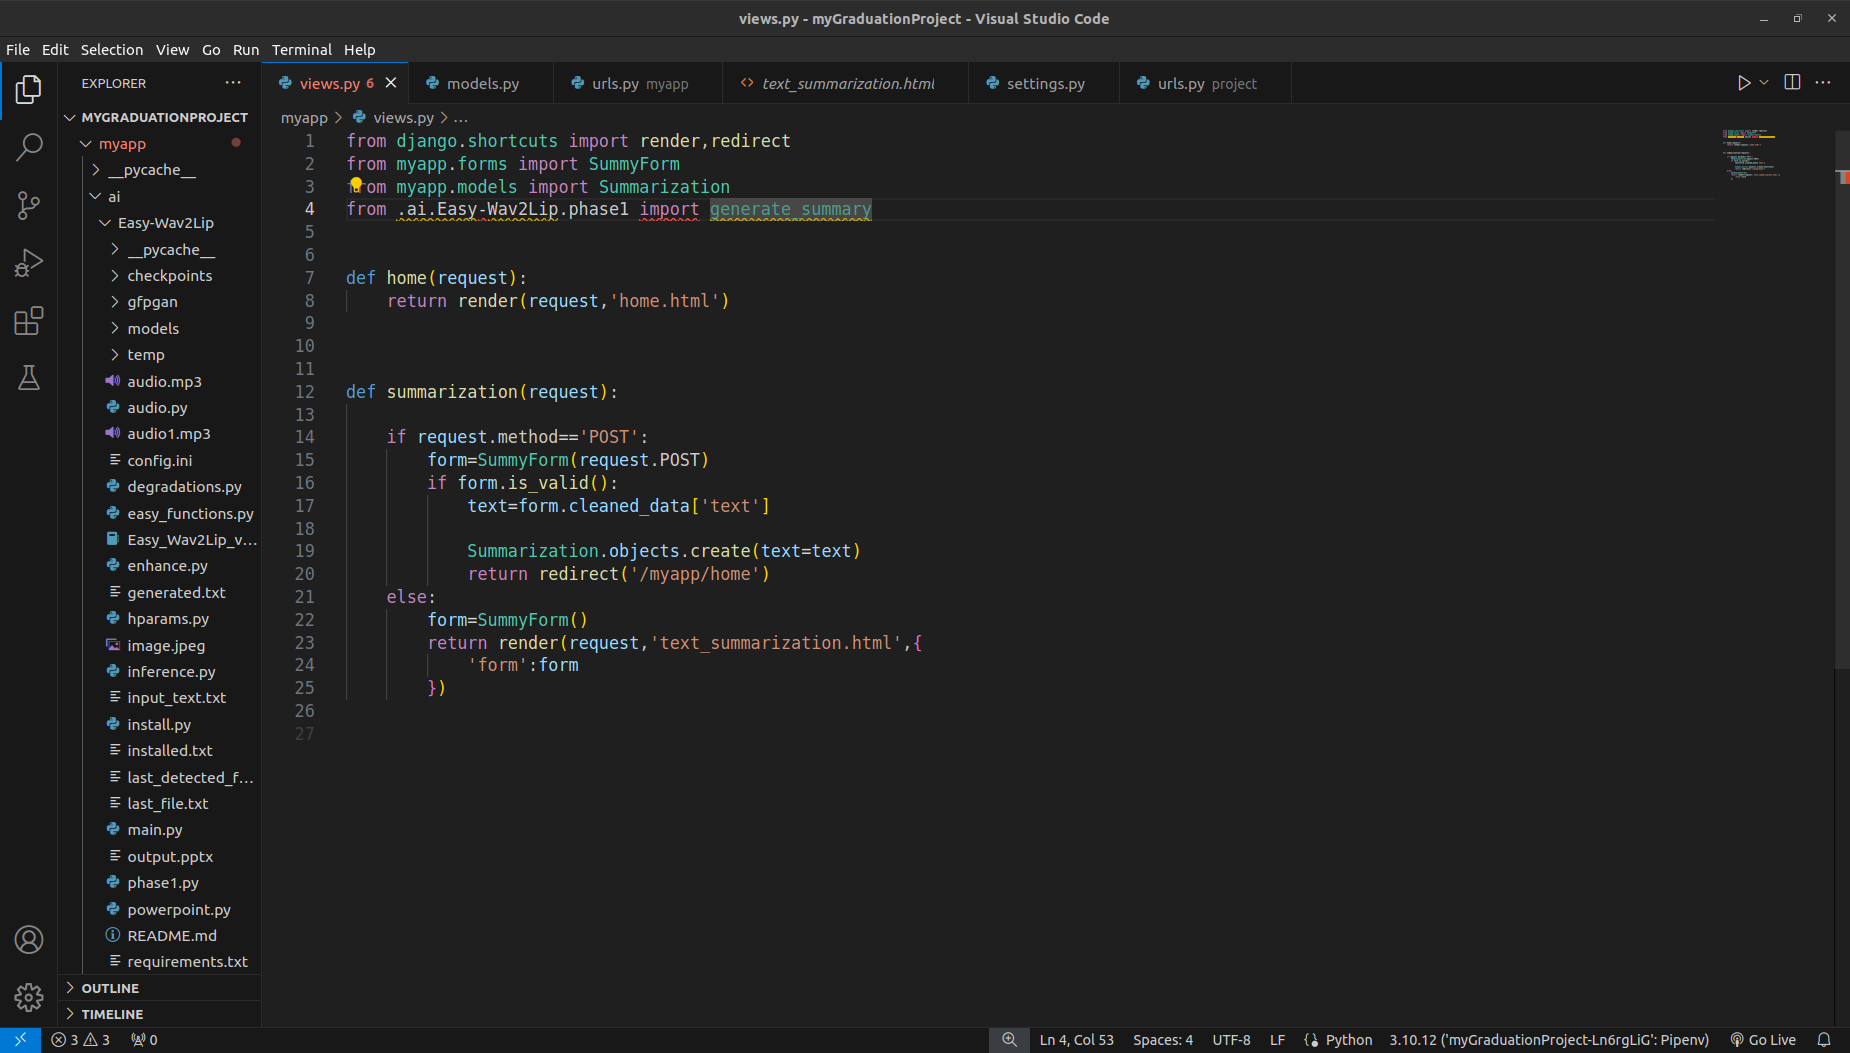 views.py - myGraduationProject - Visual Studio Code
File Edit Selection View Go Run Terminal Help
EXPLORER
views.py 6
models.py
urls.py myapp
text_summarization.html
settings.py
urls.py project
MYGRADUATIONPROJECT
myapp
__pycache__
ai
Easy-Wav2Lip
__pycache__
checkpoints
gfpgan
models
temp
audio.mp3
audio.py
audio1.mp3
config.ini
degradations.py
easy_functions.py
Easy_Wav2Lip_v...
enhance.py
generated.txt
hparams.py
image.jpeg
inference.py
input_text.txt
install.py
installed.txt
last_detected_f...
last_file.txt
main.py
output.pptx
phase1.py
powerpoint.py
README.md
requirements.txt
OUTLINE
TIMELINE
myapp > views.py > ...
1 from django.shortcuts import render,redirect
2 from myapp.forms import SummyForm
3 from myapp.models import Summarization
4 from .ai.Easy-Wav2Lip.phase1 import generate_summary
5
6
7 def home(request):
8     return render(request,'home.html')
9
10
11
12 def summarization(request):
13
14     if request.method=='POST':
15         form=SummyForm(request.POST)
16         if form.is_valid():
17             text=form.cleaned_data['text']
18
19             Summarization.objects.create(text=text)
20             return redirect('/myapp/home')
21     else:
22         form=SummyForm()
23         return render(request,'text_summarization.html',{
24             'form':form
25         })
26
27
3 3 0
Ln 4, Col 53 Spaces: 4 UTF-8 LF Python 3.10.12 ('myGraduationProject-Ln6rgLiG': Pipenv) Go Live